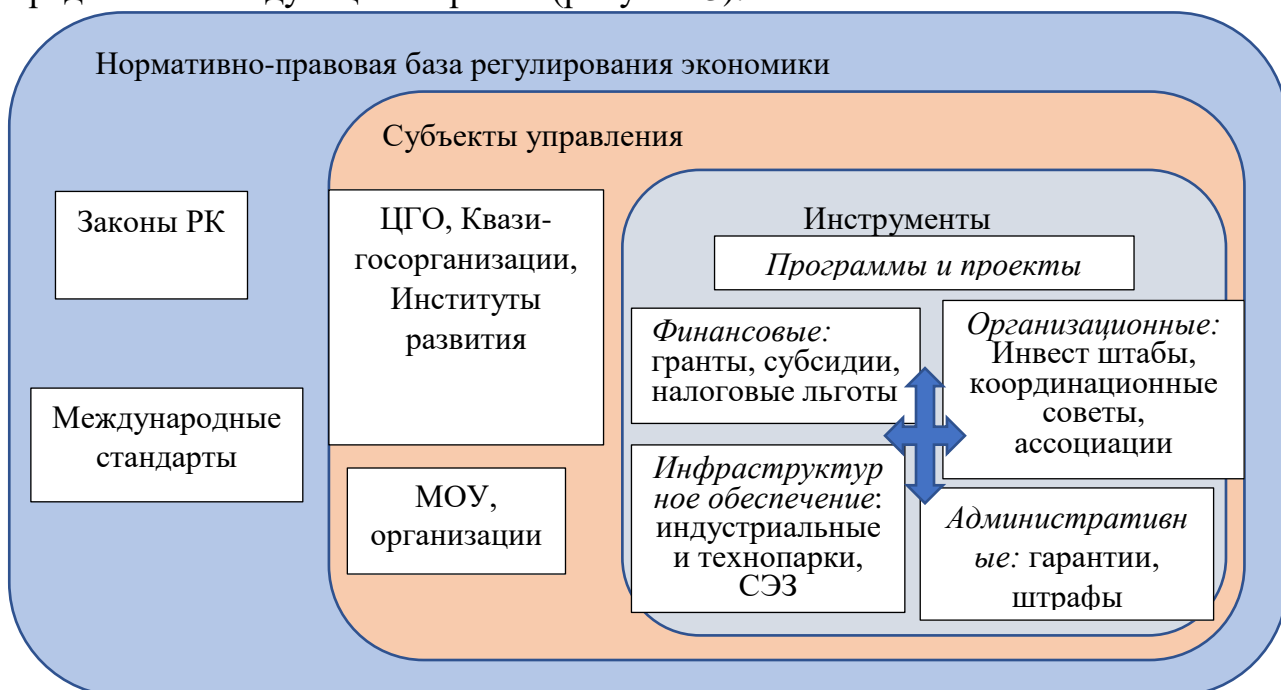 Нормативно-правовая база регулирования экономики
Субъекты управления
Законы РК
Международные
стандарты
ЦГО, Квази-
госорганизации,
Институты
развития
МОУ,
организации
Инструменты
Программы и проекты
Финансовые:
гранты, субсидии,
налоговые льготы
Организационные:
Инвест штабы,
координационные
советы,
ассоциации
Инфраструктур
ное обеспечение:
индустриальные
и технопарки,
СЭЗ
Административн
ые: гарантии,
штрафы